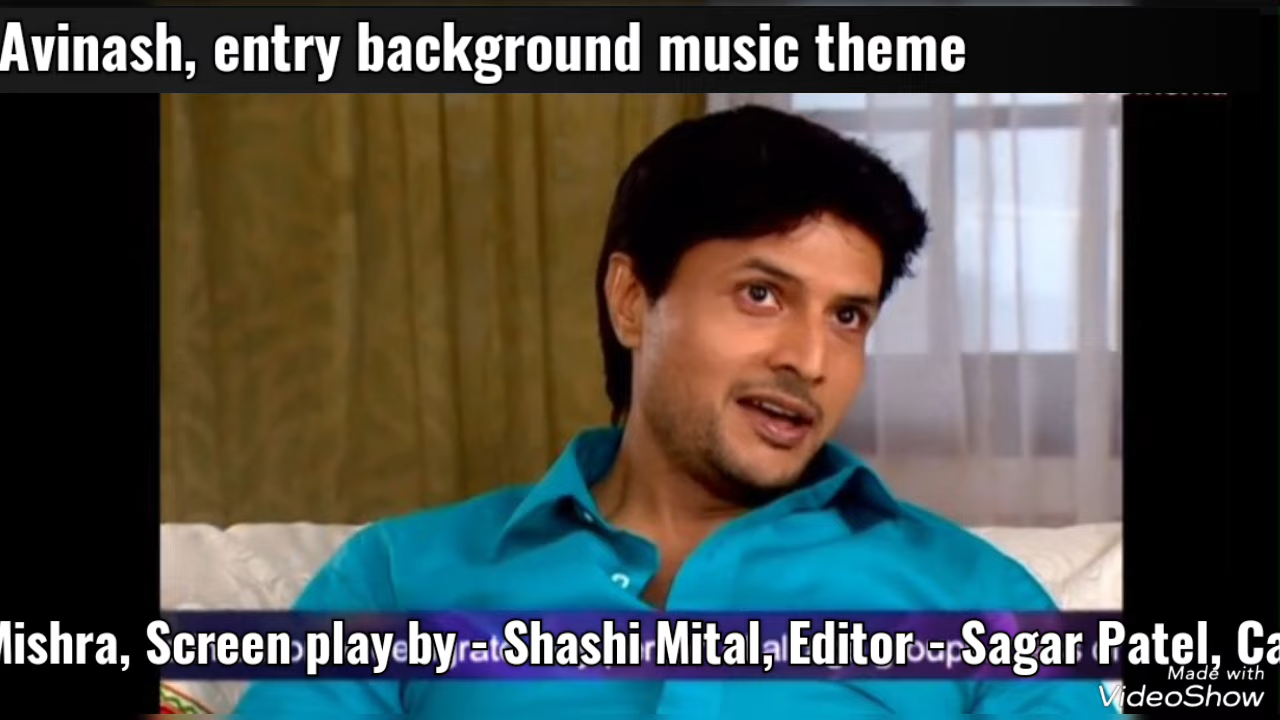 Avinash, entry background music theme
Mishra, Screen play by - Shashi Mital, Editor - Sagar Patel, Ca
Made with
VideoShow